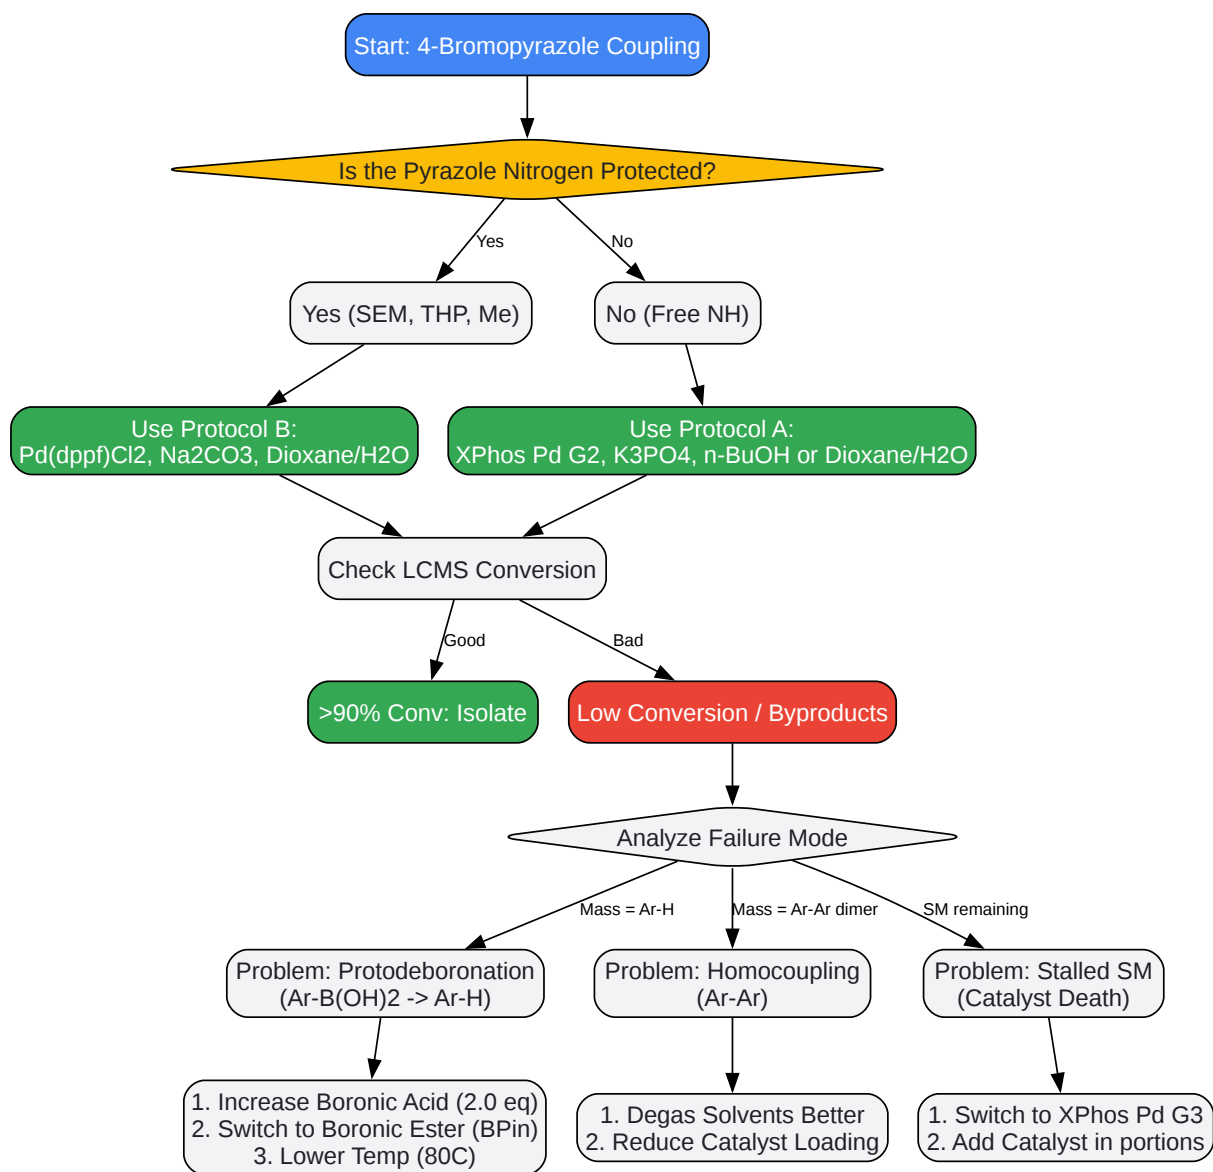 Start: 4-Bromopyrazole Coupling
Is the Pyrazole Nitrogen Protected?
Yes
No
Yes (SEM, THP, Me)
No (Free NH)
Use Protocol B:
Pd(dppf)Cl2, Na2CO3, Dioxane/H2O
Use Protocol A:
XPhos Pd G2, K3PO4, n-BuOH or Dioxane/H2O
Check LCMS Conversion
Good
Bad
>90% Conv: Isolate
Low Conversion / Byproducts
Analyze Failure Mode
Mass = Ar-H
Mass = Ar-Ar dimer
SM remaining
Problem: Protodeboronation
(Ar-B(OH)2 -> Ar-H)
Problem: Homocoupling
(Ar-Ar)
Problem: Stalled SM
(Catalyst Death)
1. Increase Boronic Acid (2.0 eq)
2. Switch to Boronic Ester (BPin)
3. Lower Temp (80C)
1. Degas Solvents Better
2. Reduce Catalyst Loading
1. Switch to XPhos Pd G3
2. Add Catalyst in portions